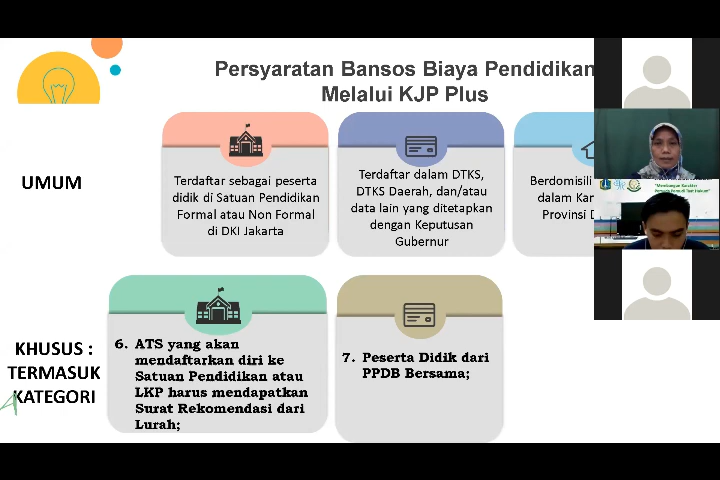 Persyaratan Bansos Biaya Pendidikan
Melalui KJP Plus
UMUM
Terdaftar sebagai peserta
didik di Satuan Pendidikan
Formal atau Non Formal
di DKI Jakarta
Terdaftar dalam DTKS,
DTKS Daerah, dan/atau
data lain yang ditetapkan
dengan Keputusan
Gubernur
Berdomisili
dalam
Provinsi
KHUSUS :
TERMASUK
KATEGORI
6. ATS yang akan
mendaftarkan diri ke
Satuan Pendidikan atau
LKP harus mendapatkan
Surat Rekomendasi dari
Lurah;
7. Peserta Didik dari
PPDB Bersama;
"Membangun Karakter